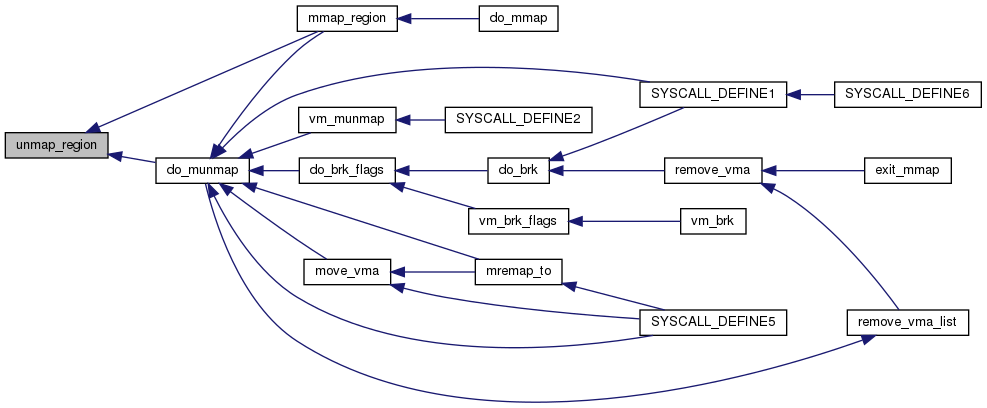 mmap_region
do_mmap
SYSCALL_DEFINE1
SYSCALL_DEFINE6
vm_munmap
SYSCALL_DEFINE2
unmap_region
do_munmap
do_brk_flags
do_brk
remove_vma
exit_mmap
vm_brk_flags
vm_brk
move_vma
mremap_to
SYSCALL_DEFINE5
remove_vma_list